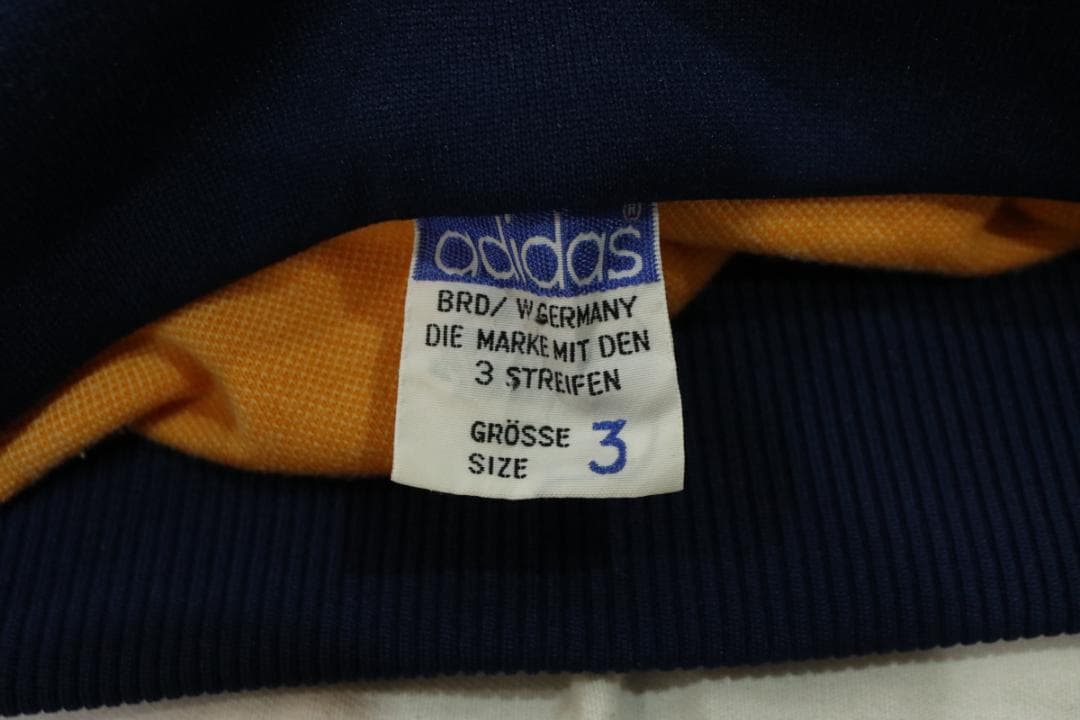 adidas®
BRD/ W.GERMANY
DIE MARKE MIT DEN
3 STREIFEN
GRÖSSE 3
SIZE